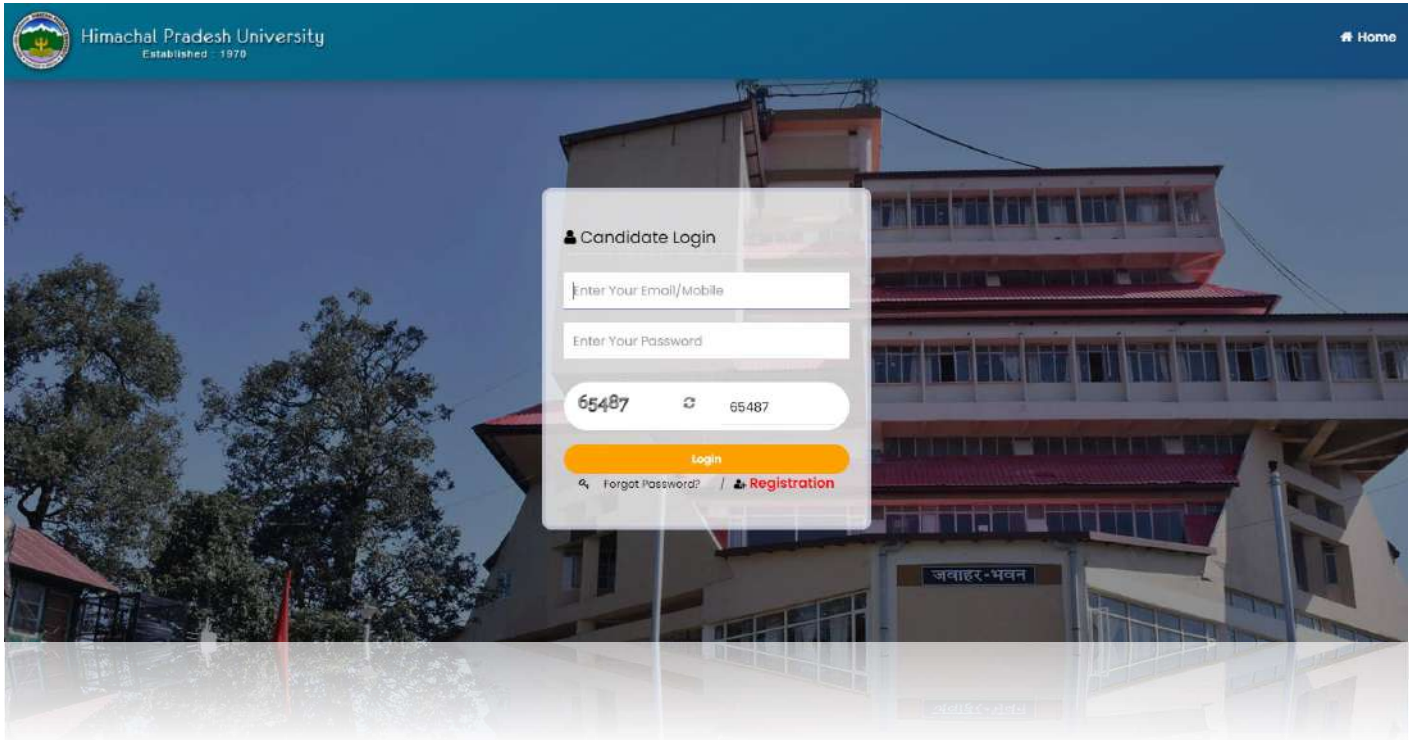 Himachal Pradesh University
Established : 1970
Home
Candidate Login
Enter Your Email/Mobile
Enter Your Password
65487 65487
Login
Forgot Password? / Registration
जवाहर-भवन